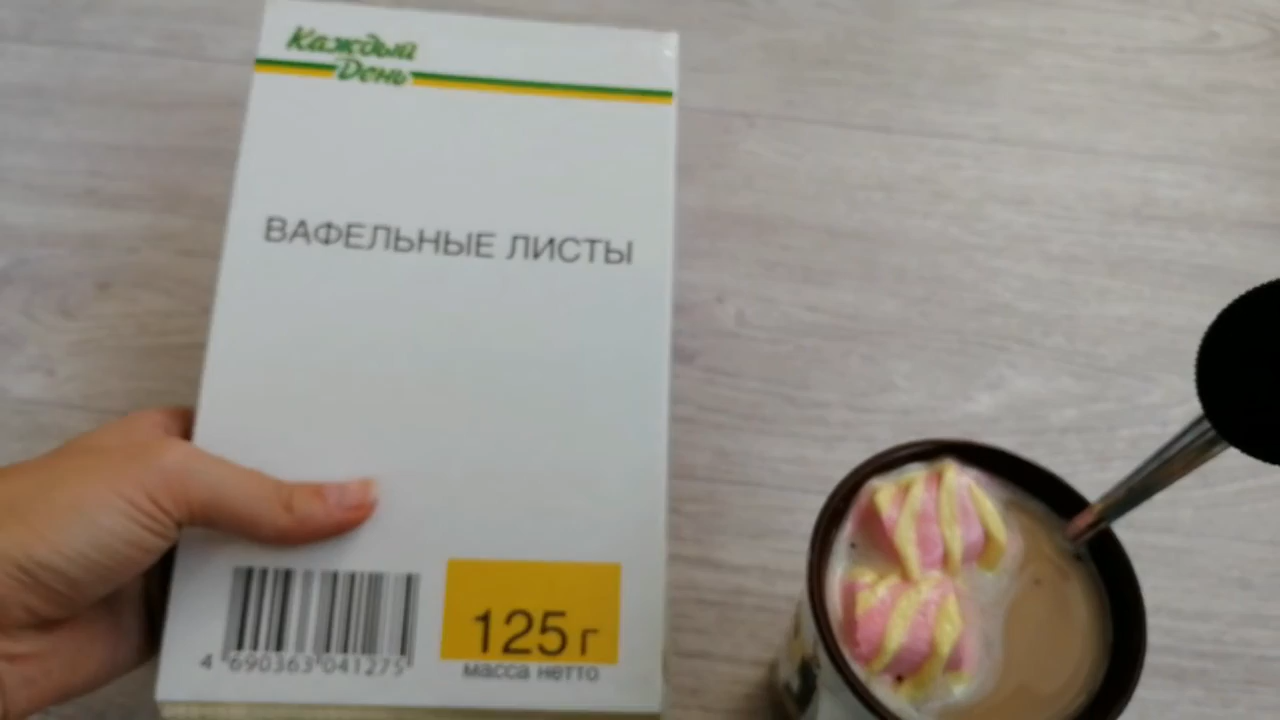 Каждый
День
ВАФЕЛЬНЫЕ ЛИСТЫ
125 г
масса нетто
4 690363 041275